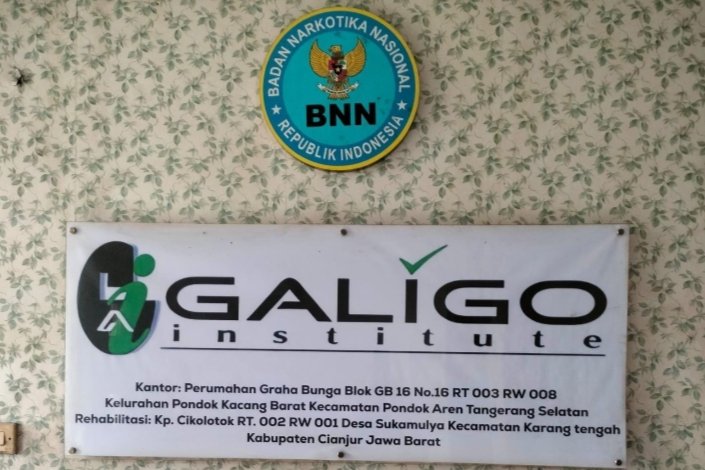 BADAN NARKOTIKA NASIONAL
BNN
REPUBLIK INDONESIA
LiA
GALIGO
institute
Kantor: Perumahan Graha Bunga Blok GB 16 No.16 RT 003 RW 008
Kelurahan Pondok Kacang Barat Kecamatan Pondok Aren Tangerang Selatan
Rehabilitasi: Kp. Cikolotok RT. 002 RW 001 Desa Sukamulya Kecamatan Karang tengah
Kabupaten Cianjur Jawa Barat